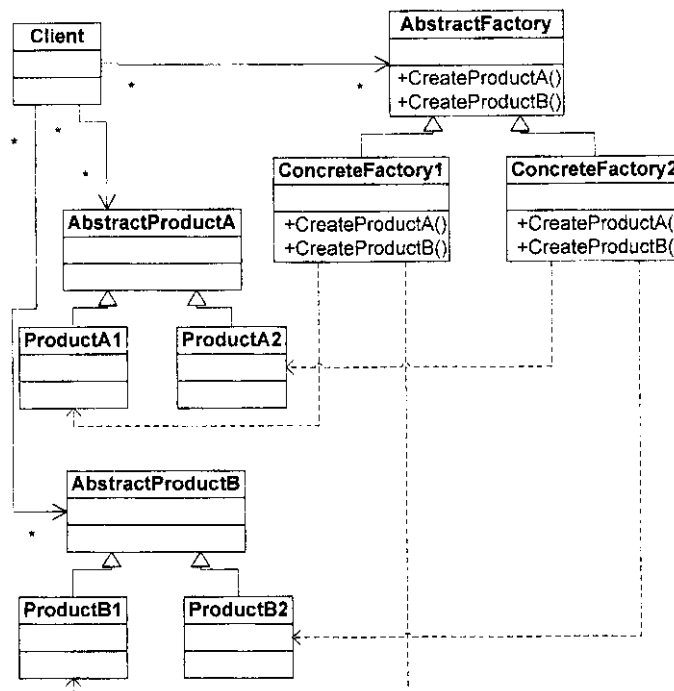 Client
AbstractFactory
+CreateProductA()
+CreateProductB()
*
*
*
*
*
ConcreteFactory1
ConcreteFactory2
+CreateProductA()
+CreateProductB()
+CreateProductA()
+CreateProductB(
AbstractProductA
ProductA1
ProductA2
AbstractProductB
*
ProductB1
ProductB2